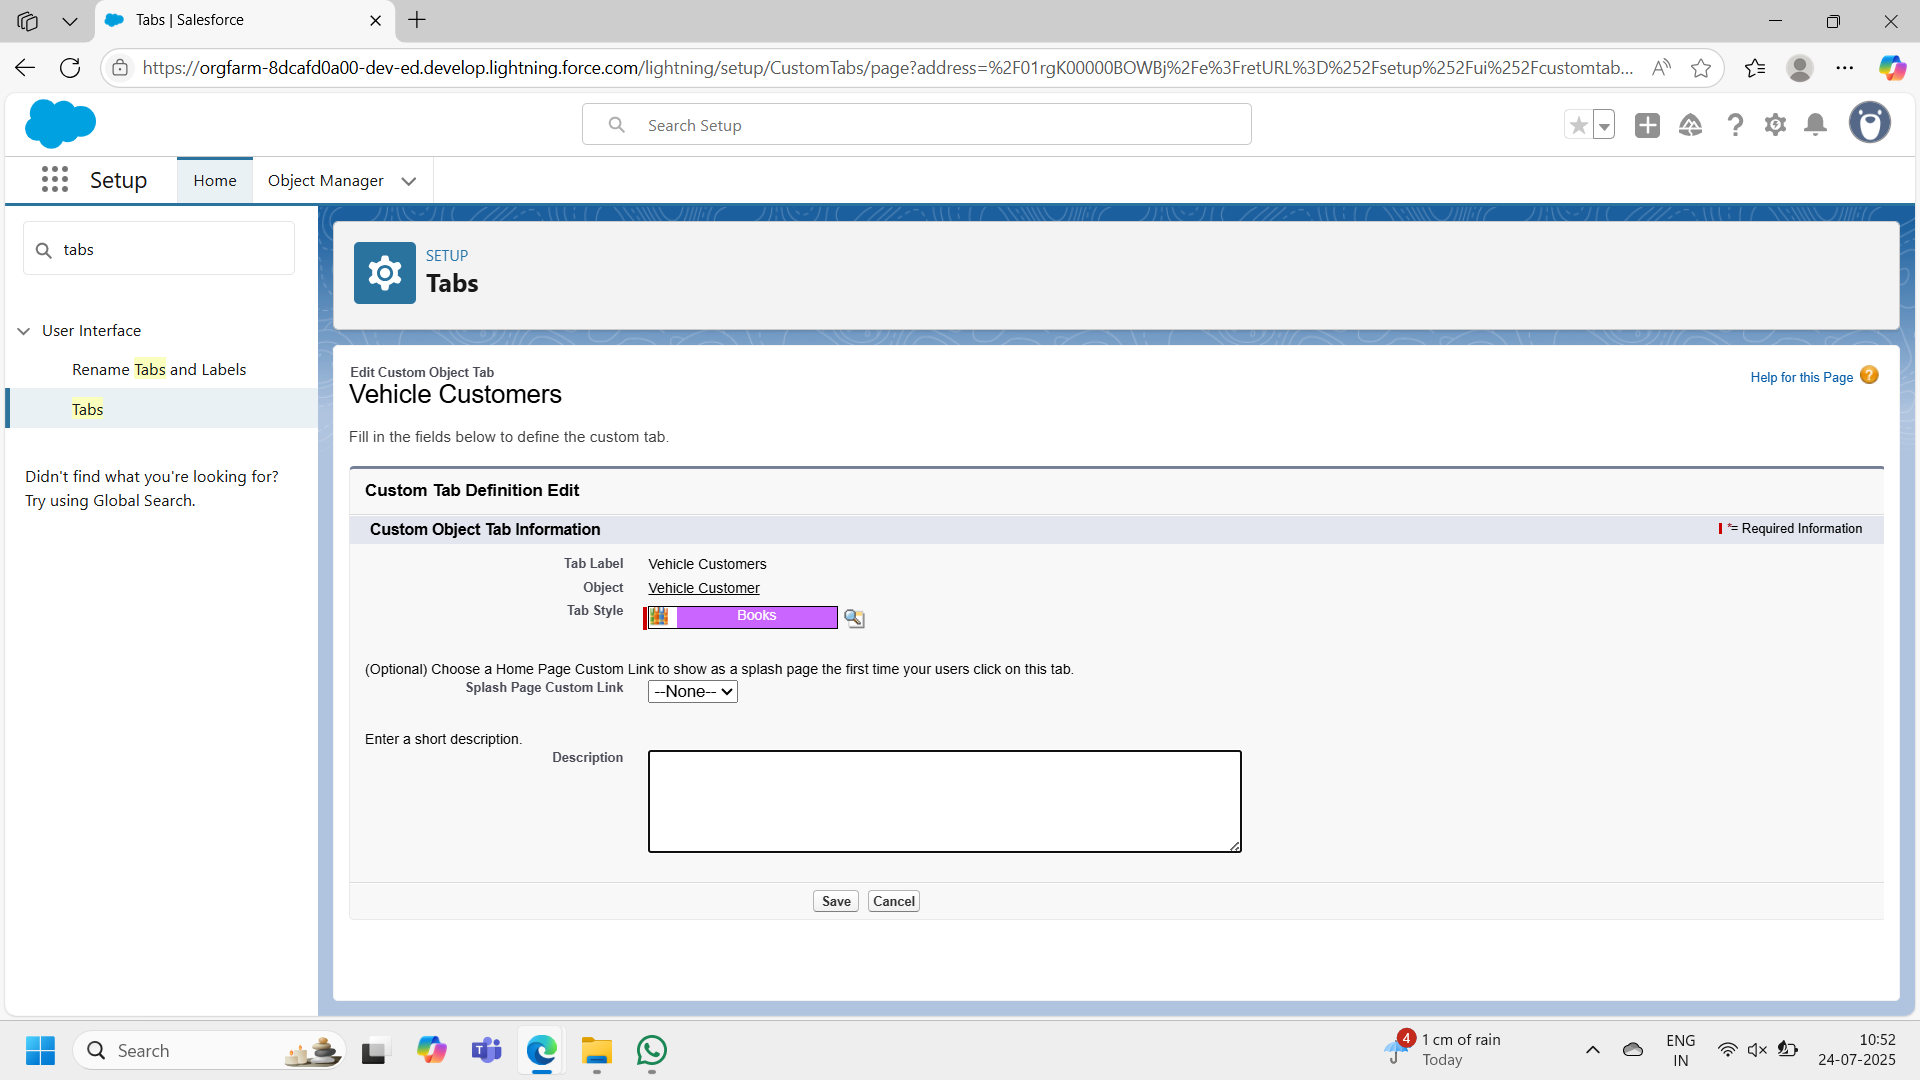 Tabs | Salesforce
https://orgfarm-8dcafd0a00-dev-ed.develop.lightning.force.com/lightning/setup/CustomTabs/page?address=%2F01rgK00000BOWBj%2Fe%3FretURL%3D%252Fsetup%252Fui%252Fcustomtab...
Search Setup
Setup
Home
Object Manager
tabs
User Interface
Rename Tabs and Labels
Tabs
Didn't find what you're looking for?
Try using Global Search.
SETUP
Tabs
Edit Custom Object Tab
Vehicle Customers
Help for this Page
Fill in the fields below to define the custom tab.
Custom Tab Definition Edit
Custom Object Tab Information
*= Required Information
Tab Label Vehicle Customers
Object Vehicle Customer
Tab Style Books
(Optional) Choose a Home Page Custom Link to show as a splash page the first time your users click on this tab.
Splash Page Custom Link --None--
Enter a short description.
Description
Save Cancel
Search
4
1 cm of rain
Today
ENG
IN
10:52
24-07-2025